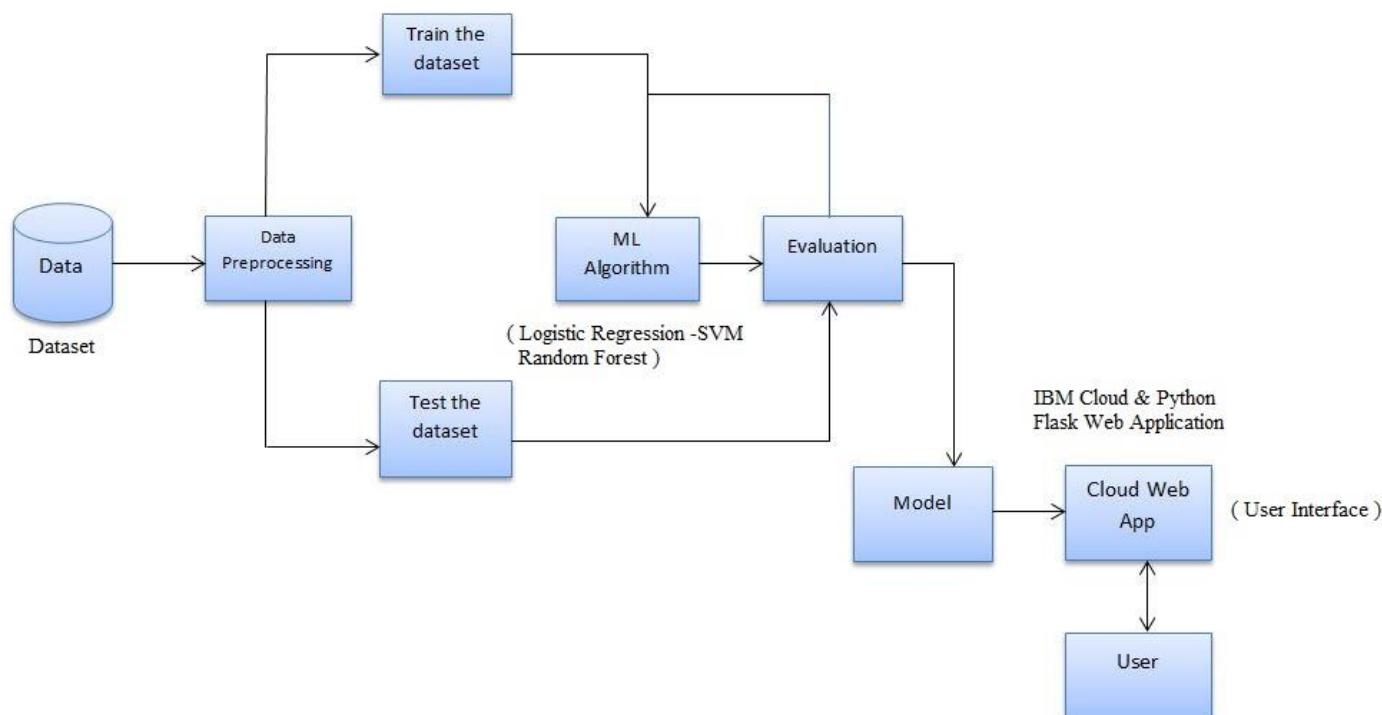 Train the
dataset
Data
Dataset
Data
Preprocessing
ML
Algorithm
Evaluation
( Logistic Regression -SVM
Random Forest )
Test the
dataset
IBM Cloud & Python
Flask Web Application
Model
Cloud Web
App
( User Interface )
User